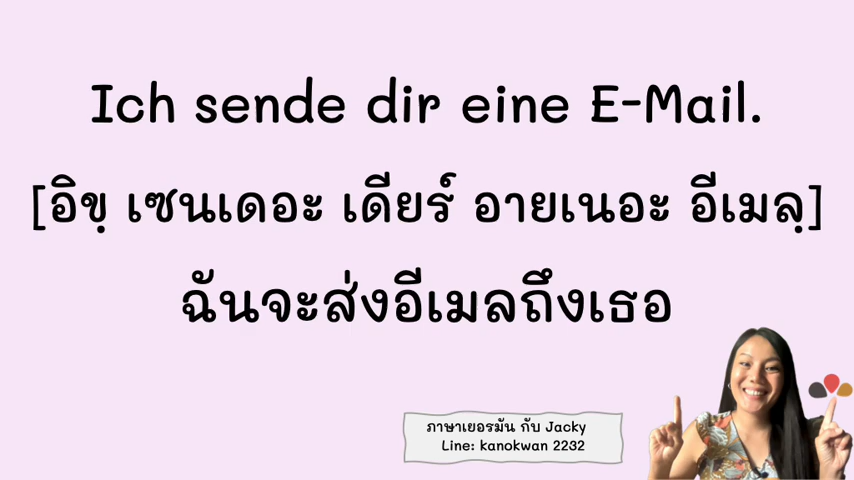 Ich sende dir eine E-Mail.
[อิขฺ เซนเดอะ เดียร์ อายเนอะ อีเมลฺ]
ฉันจะส่งอีเมลถึงเธอ
ภาษาเยอรมัน กับ Jacky
Line: kanokwan 2232